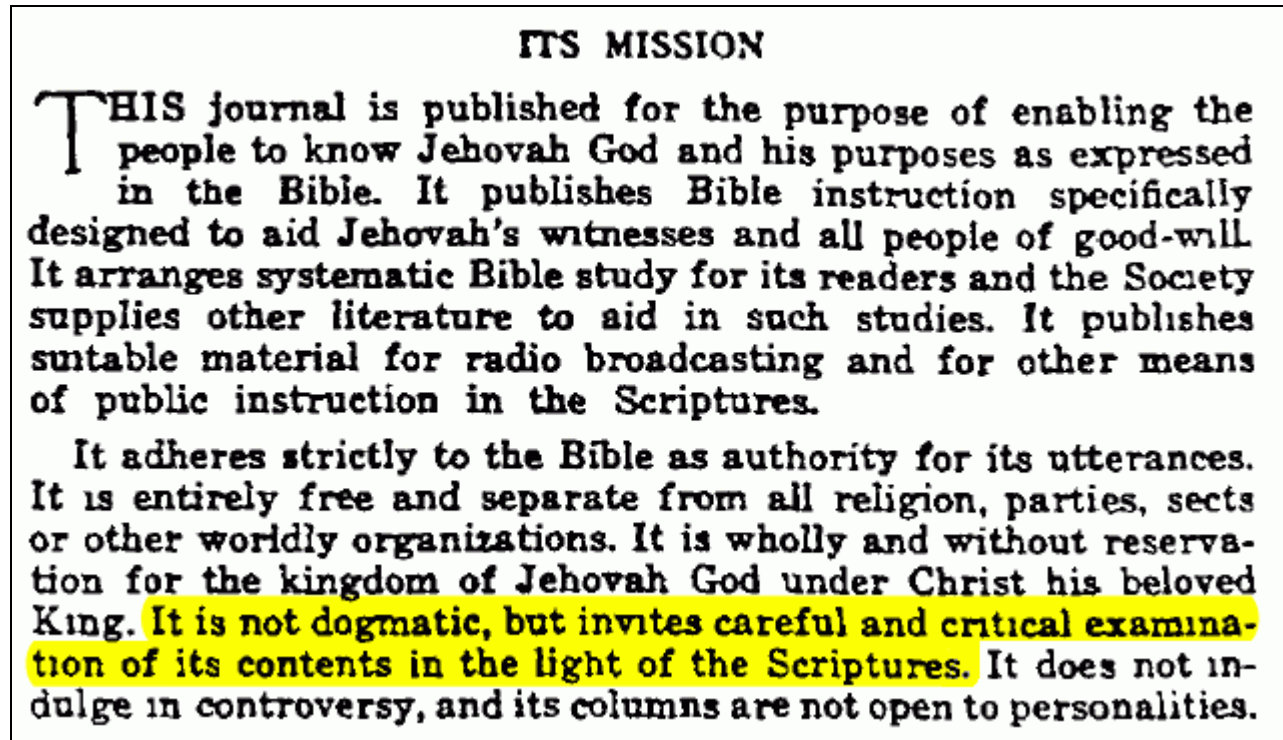 ITS MISSION
THIS journal is published for the purpose of enabling the
people to know Jehovah God and his purposes as expressed
in the Bible. It publishes Bible instruction specifically
designed to aid Jehovah's witnesses and all people of good-will.
It arranges systematic Bible study for its readers and the Society
supplies other literature to aid in such studies. It publishes
suitable material for radio broadcasting and for other means
of public instruction in the Scriptures.
It adheres strictly to the Bible as authority for its utterances.
It is entirely free and separate from all religion, parties, sects
or other worldly organizations. It is wholly and without reserva-
tion for the kingdom of Jehovah God under Christ his beloved
King. It is not dogmatic, but invites careful and critical examina-
tion of its contents in the light of the Scriptures. It does not in-
dulge in controversy, and its columns are not open to personalities.